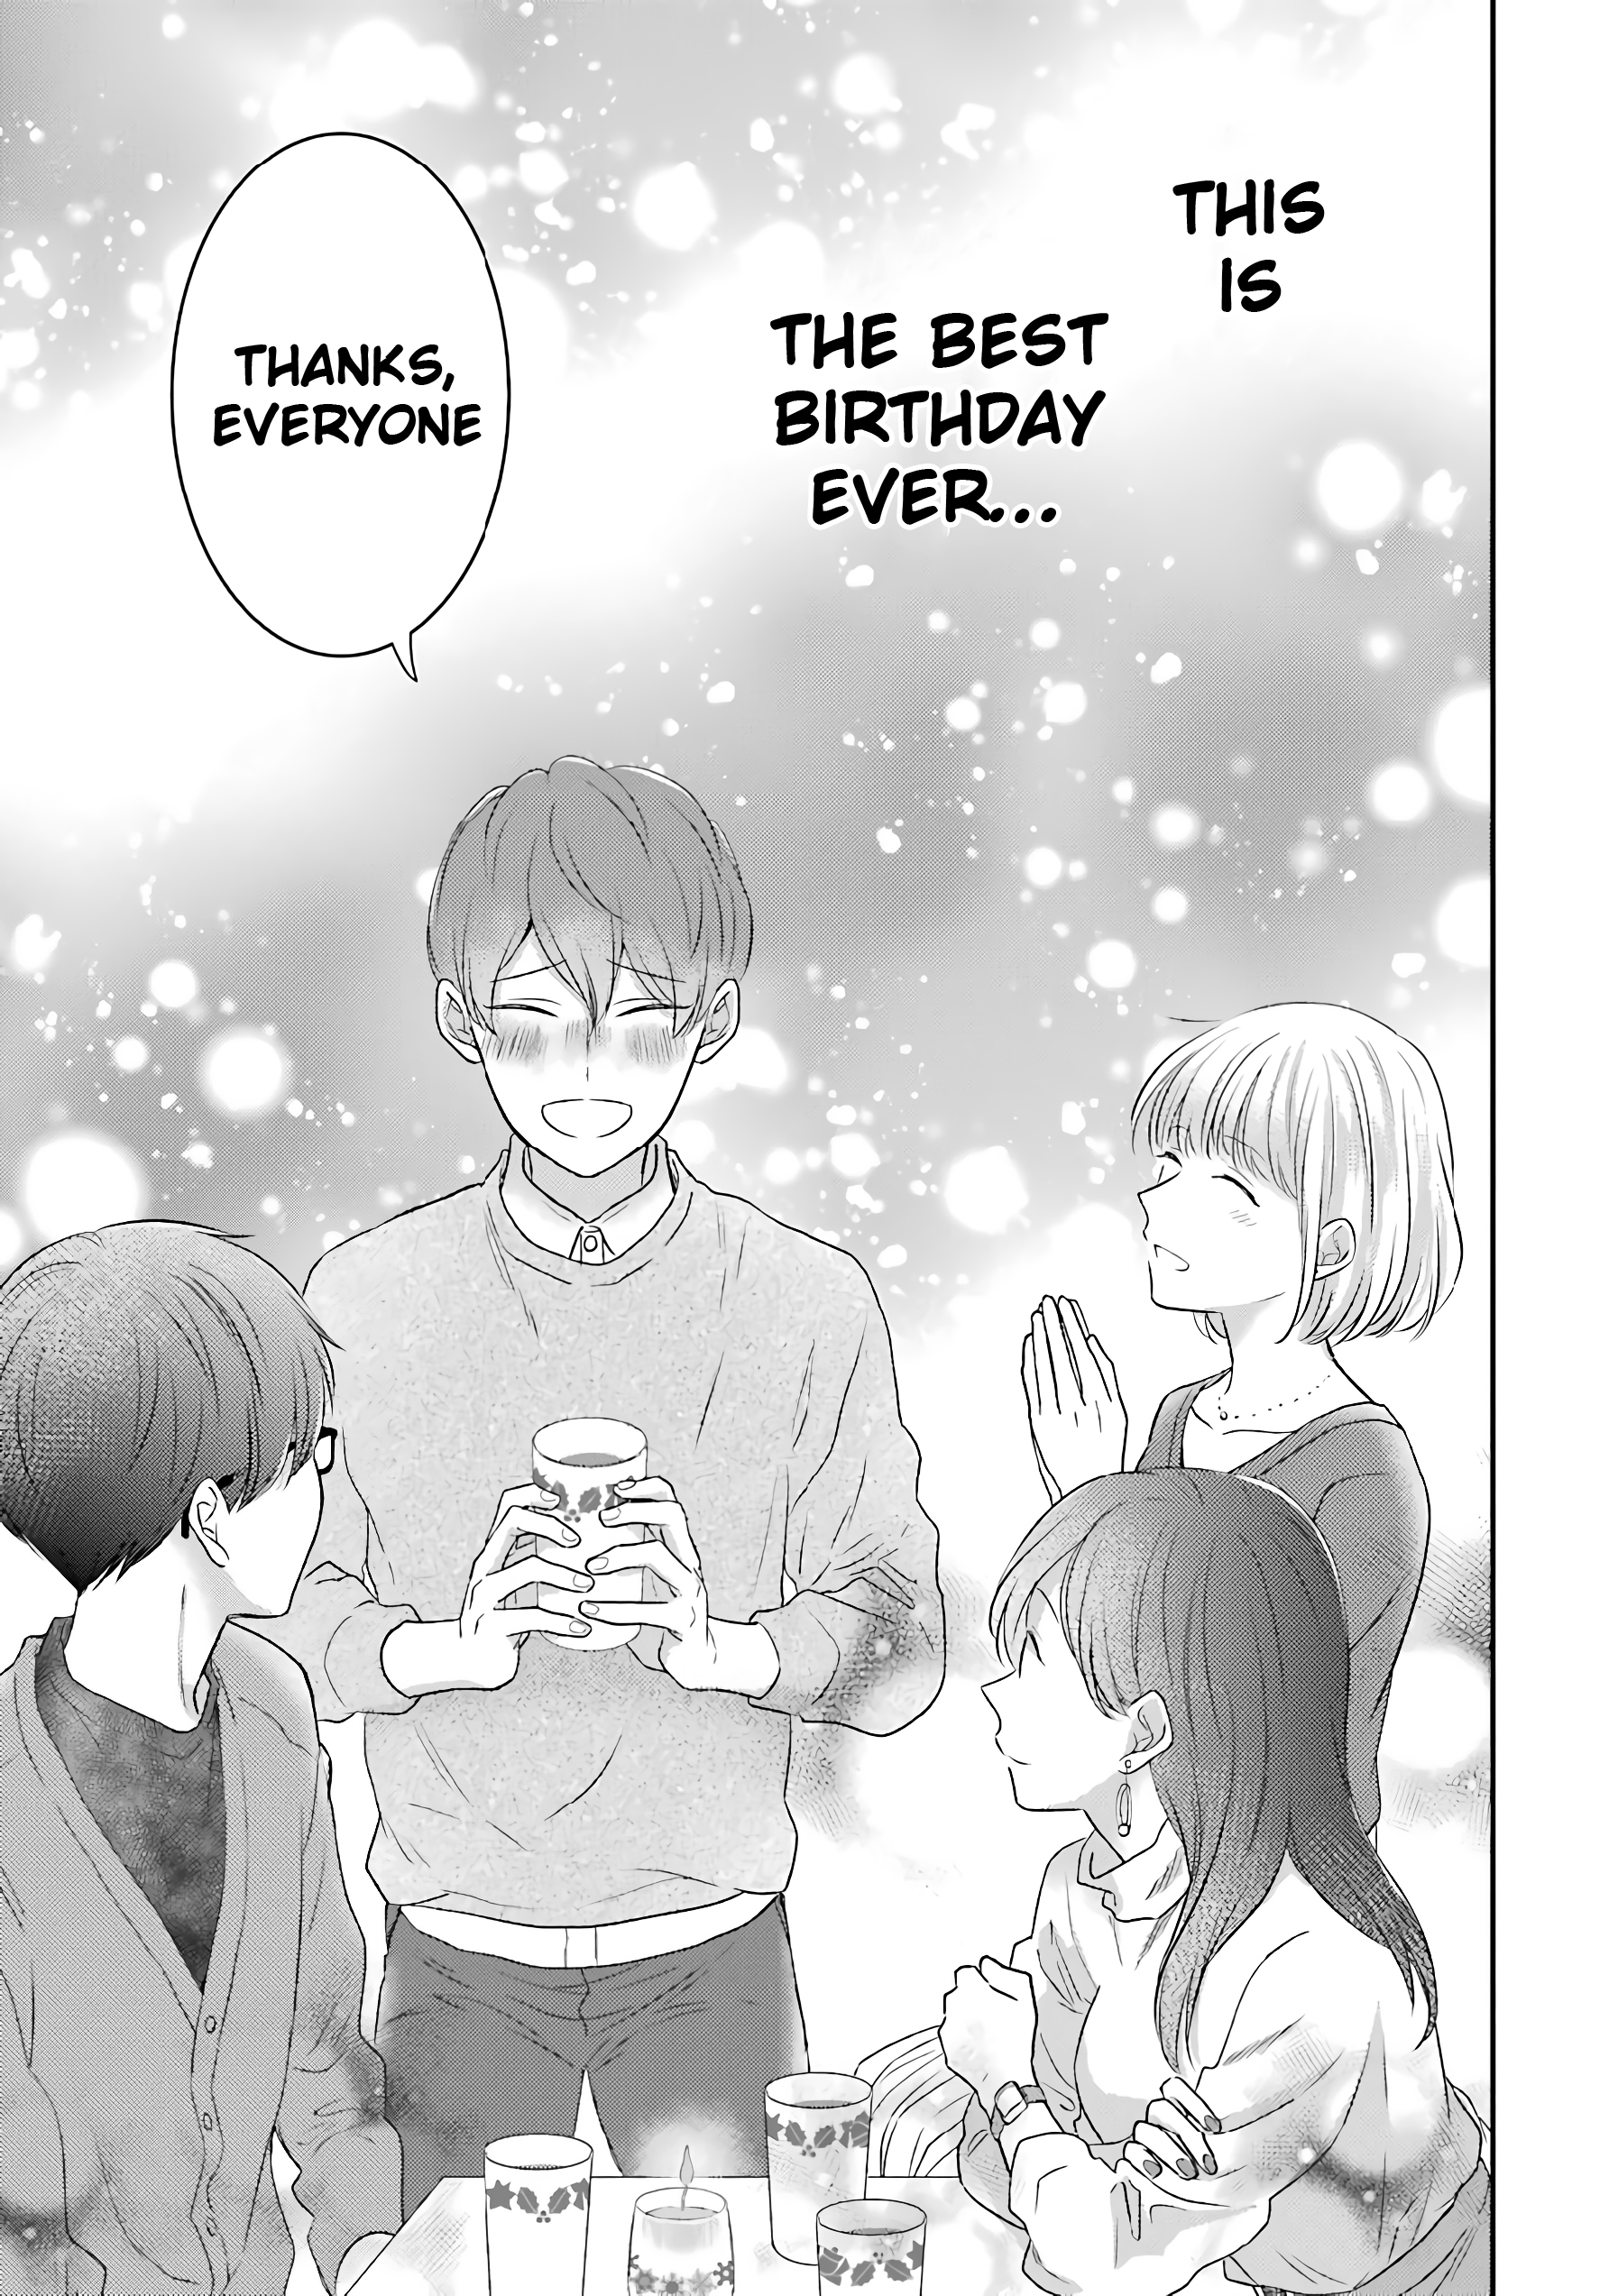 THIS
IS
THE BEST
BIRTHDAY
EVER...
THANKS,
EVERYONE